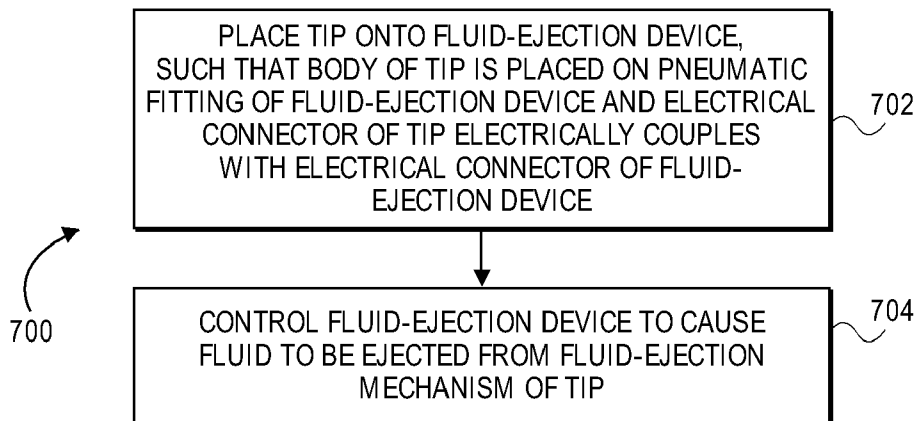 PLACE TIP ONTO FLUID-EJECTION DEVICE,
SUCH THAT BODY OF TIP IS PLACED ON PNEUMATIC
FITTING OF FLUID-EJECTION DEVICE AND ELECTRICAL
CONNECTOR OF TIP ELECTRICALLY COUPLES
WITH ELECTRICAL CONNECTOR OF FLUID-
EJECTION DEVICE
702
700
CONTROL FLUID-EJECTION DEVICE TO CAUSE
FLUID TO BE EJECTED FROM FLUID-EJECTION
MECHANISM OF TIP
704